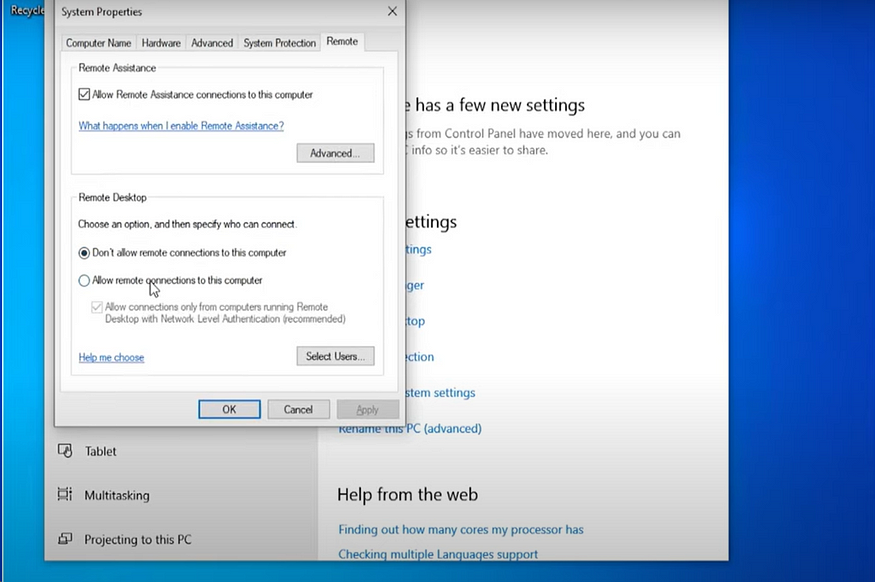 Recycle
System Properties
Computer Name
Hardware
Advanced
System Protection
Remote
Remote Assistance
Allow Remote Assistance connections to this computer
What happens when I enable Remote Assistance?
Advanced...
Remote Desktop
Choose an option, and then specify who can connect.
Don't allow remote connections to this computer
Allow remote connections to this computer
Allow connections only from computers running Remote
Desktop with Network Level Authentication (recommended)
Help me choose
Select Users...
OK
Cancel
Apply
has a few new settings
from Control Panel have moved here, and you can
info so it's easier to share.
ettings
tings
ger
top
ection
stem settings
Rename this PC (advanced)
Tablet
Multitasking
Projecting to this PC
Help from the web
Finding out how many cores my processor has
Checking multiple Languages support